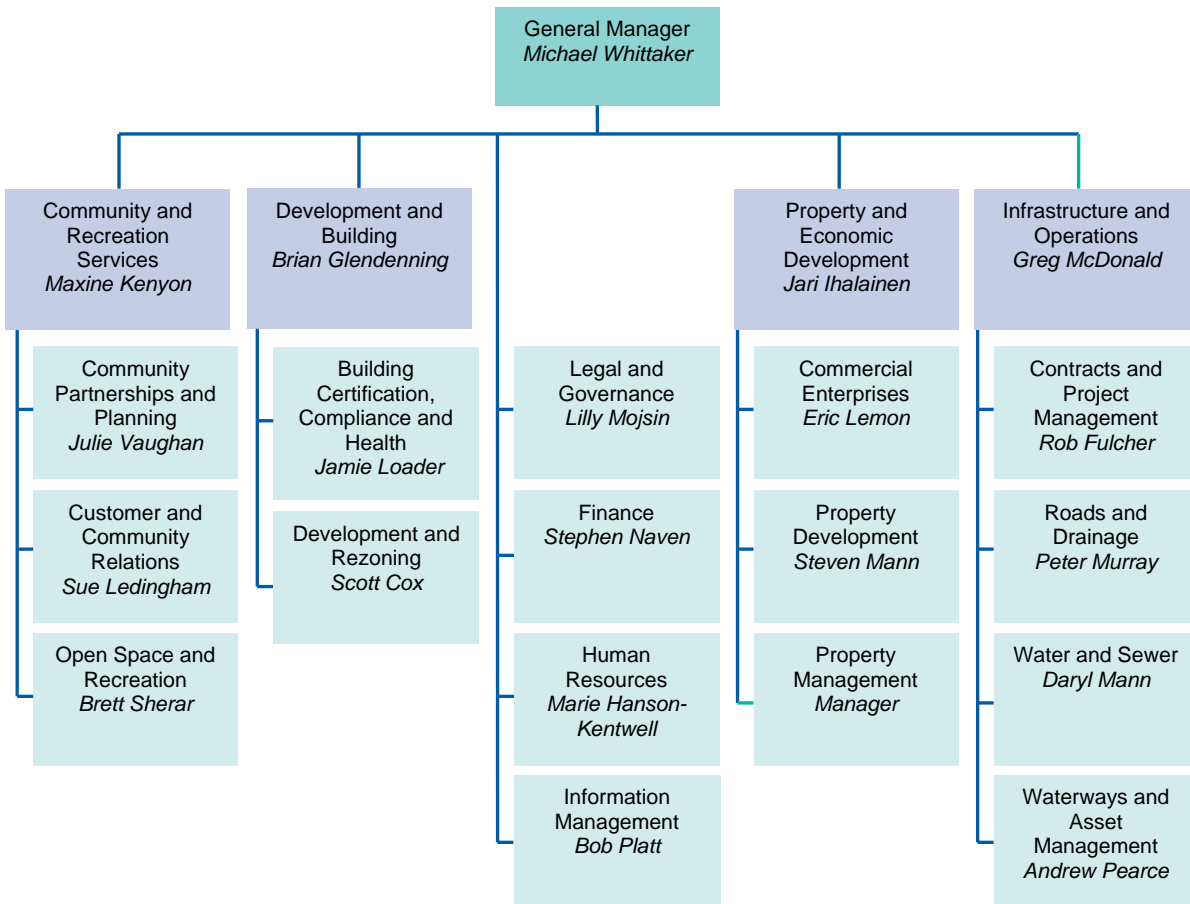 General Manager
Michael Whittaker
Community and
Recreation
Services
Maxine Kenyon
Development and
Building
Brian Glendenning
Property and
Economic
Development
Jari Ihalainen
Infrastructure and
Operations
Greg McDonald
Community
Partnerships and
Planning
Julie Vaughan
Customer and
Community
Relations
Sue Ledingham
Open Space and
Recreation
Brett Sherar
Building
Certification,
Compliance and
Health
Jamie Loader
Development and
Rezoning
Scott Cox
Legal and
Governance
Lilly Mojsin
Finance
Stephen Naven
Human
Resources
Marie Hanson-
Kentwell
Information
Management
Bob Platt
Commercial
Enterprises
Eric Lemon
Property
Development
Steven Mann
Property
Management
Manager
Contracts and
Project
Management
Rob Fulcher
Roads and
Drainage
Peter Murray
Water and Sewer
Daryl Mann
Waterways and
Asset
Management
Andrew Pearce